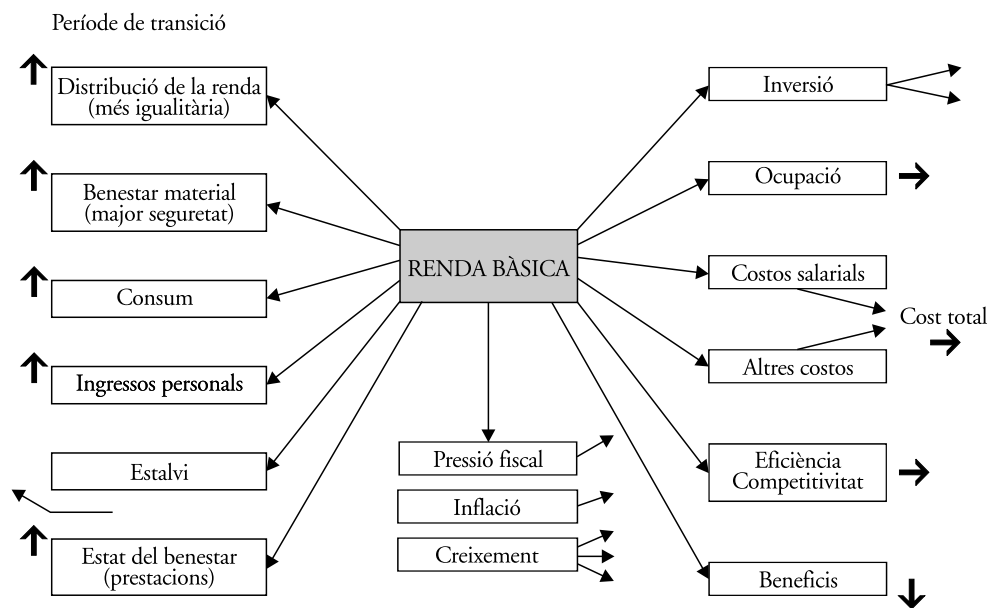 Període de transició
Distribució de la renda
(més igualitària)
Benestar material
(major seguretat)
Consum
Ingressos personals
Estalvi
Estat del benestar
(prestacions)
RENDA BÀSICA
Pressió fiscal
Inflació
Creixement
Inversió
Ocupació
Costos salarials
Cost total
Altres costos
Eficiència
Competitivitat
Beneficis